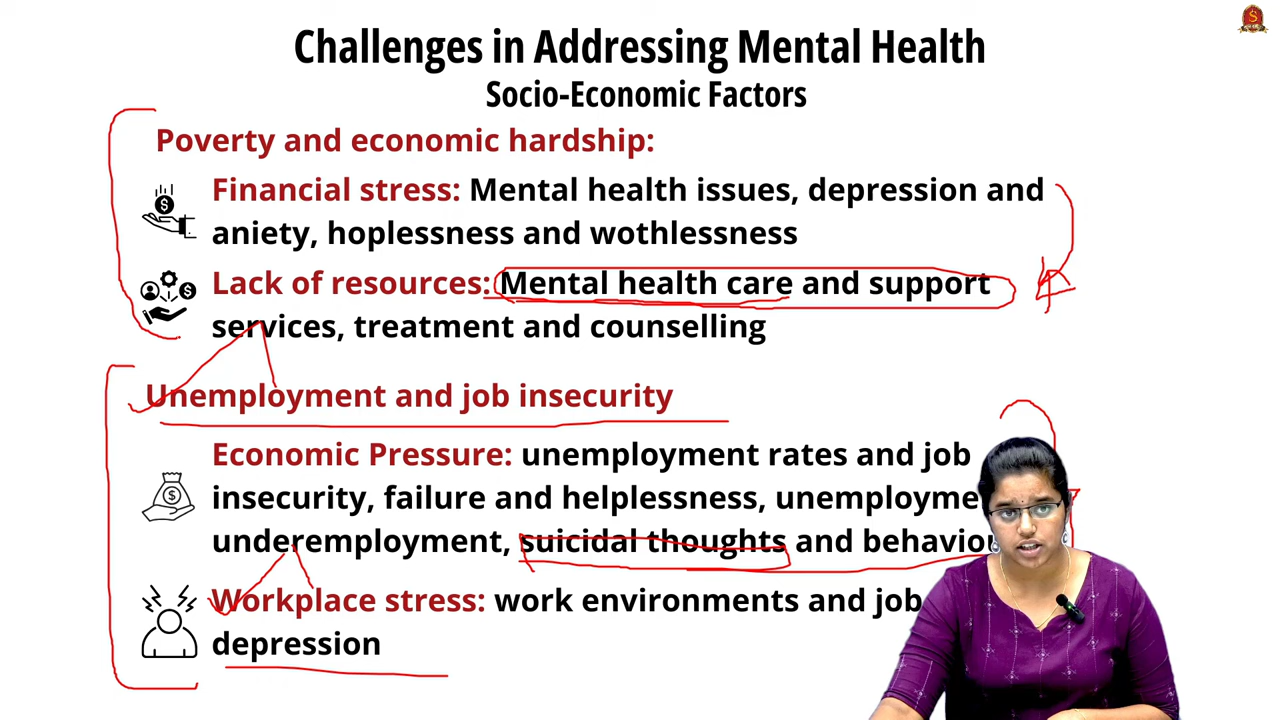 Challenges in Addressing Mental Health
Socio-Economic Factors
Poverty and economic hardship:
Financial stress: Mental health issues, depression and
aniety, hoplessness and wothlessness
Lack of resources: Mental health care and support
services, treatment and counselling
Unemployment and job insecurity
Economic Pressure: unemployment rates and job
insecurity, failure and helplessness,
underemployment, suicidal thoughts and
Workplace stress: work environments and job
depression